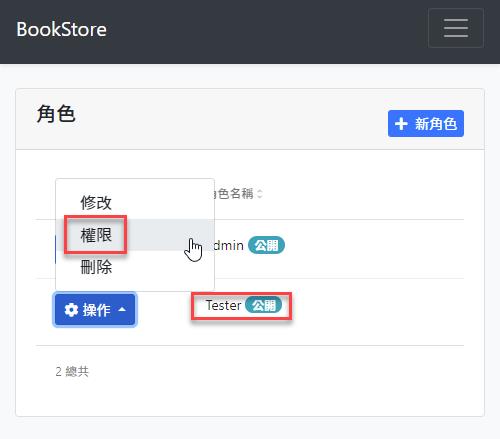 BookStore
角色
新角色
角色名稱
修改
權限
刪除
dmin 公開
操作
Tester 公開
2 總共